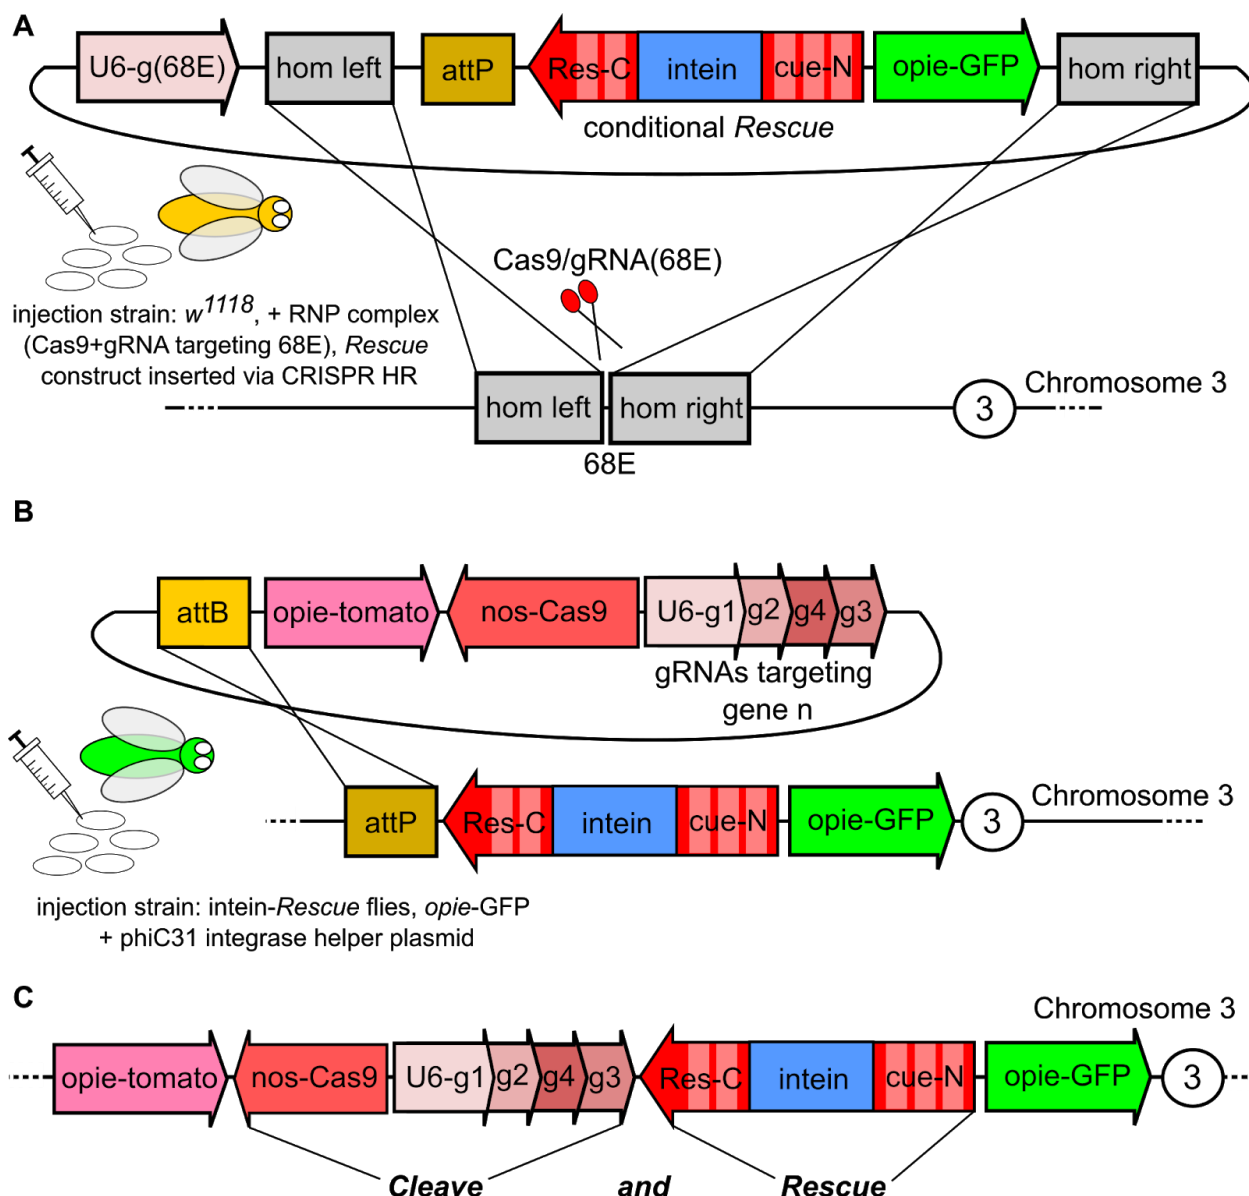 A
U6-g(68E) hom left attP Res-C intein cue-N opie-GFP hom right
conditional Rescue
Cas9/gRNA(68E)
injection strain: w1118, + RNP complex
(Cas9+gRNA targeting 68E), Rescue
construct inserted via CRISPR HR
Chromosome 3
hom left hom right 3
68E
B
attB opie-tomato nos-Cas9 U6-g1 g2 g4 g3
gRNAs targeting
gene n
Chromosome 3
attP Res-C intein cue-N opie-GFP 3
injection strain: intein-Rescue flies, opie-GFP
+ phiC31 integrase helper plasmid
C
Chromosome 3
opie-tomato nos-Cas9 U6-g1 g2 g4 g3 Res-C intein cue-N opie-GFP 3
Cleave and Rescue